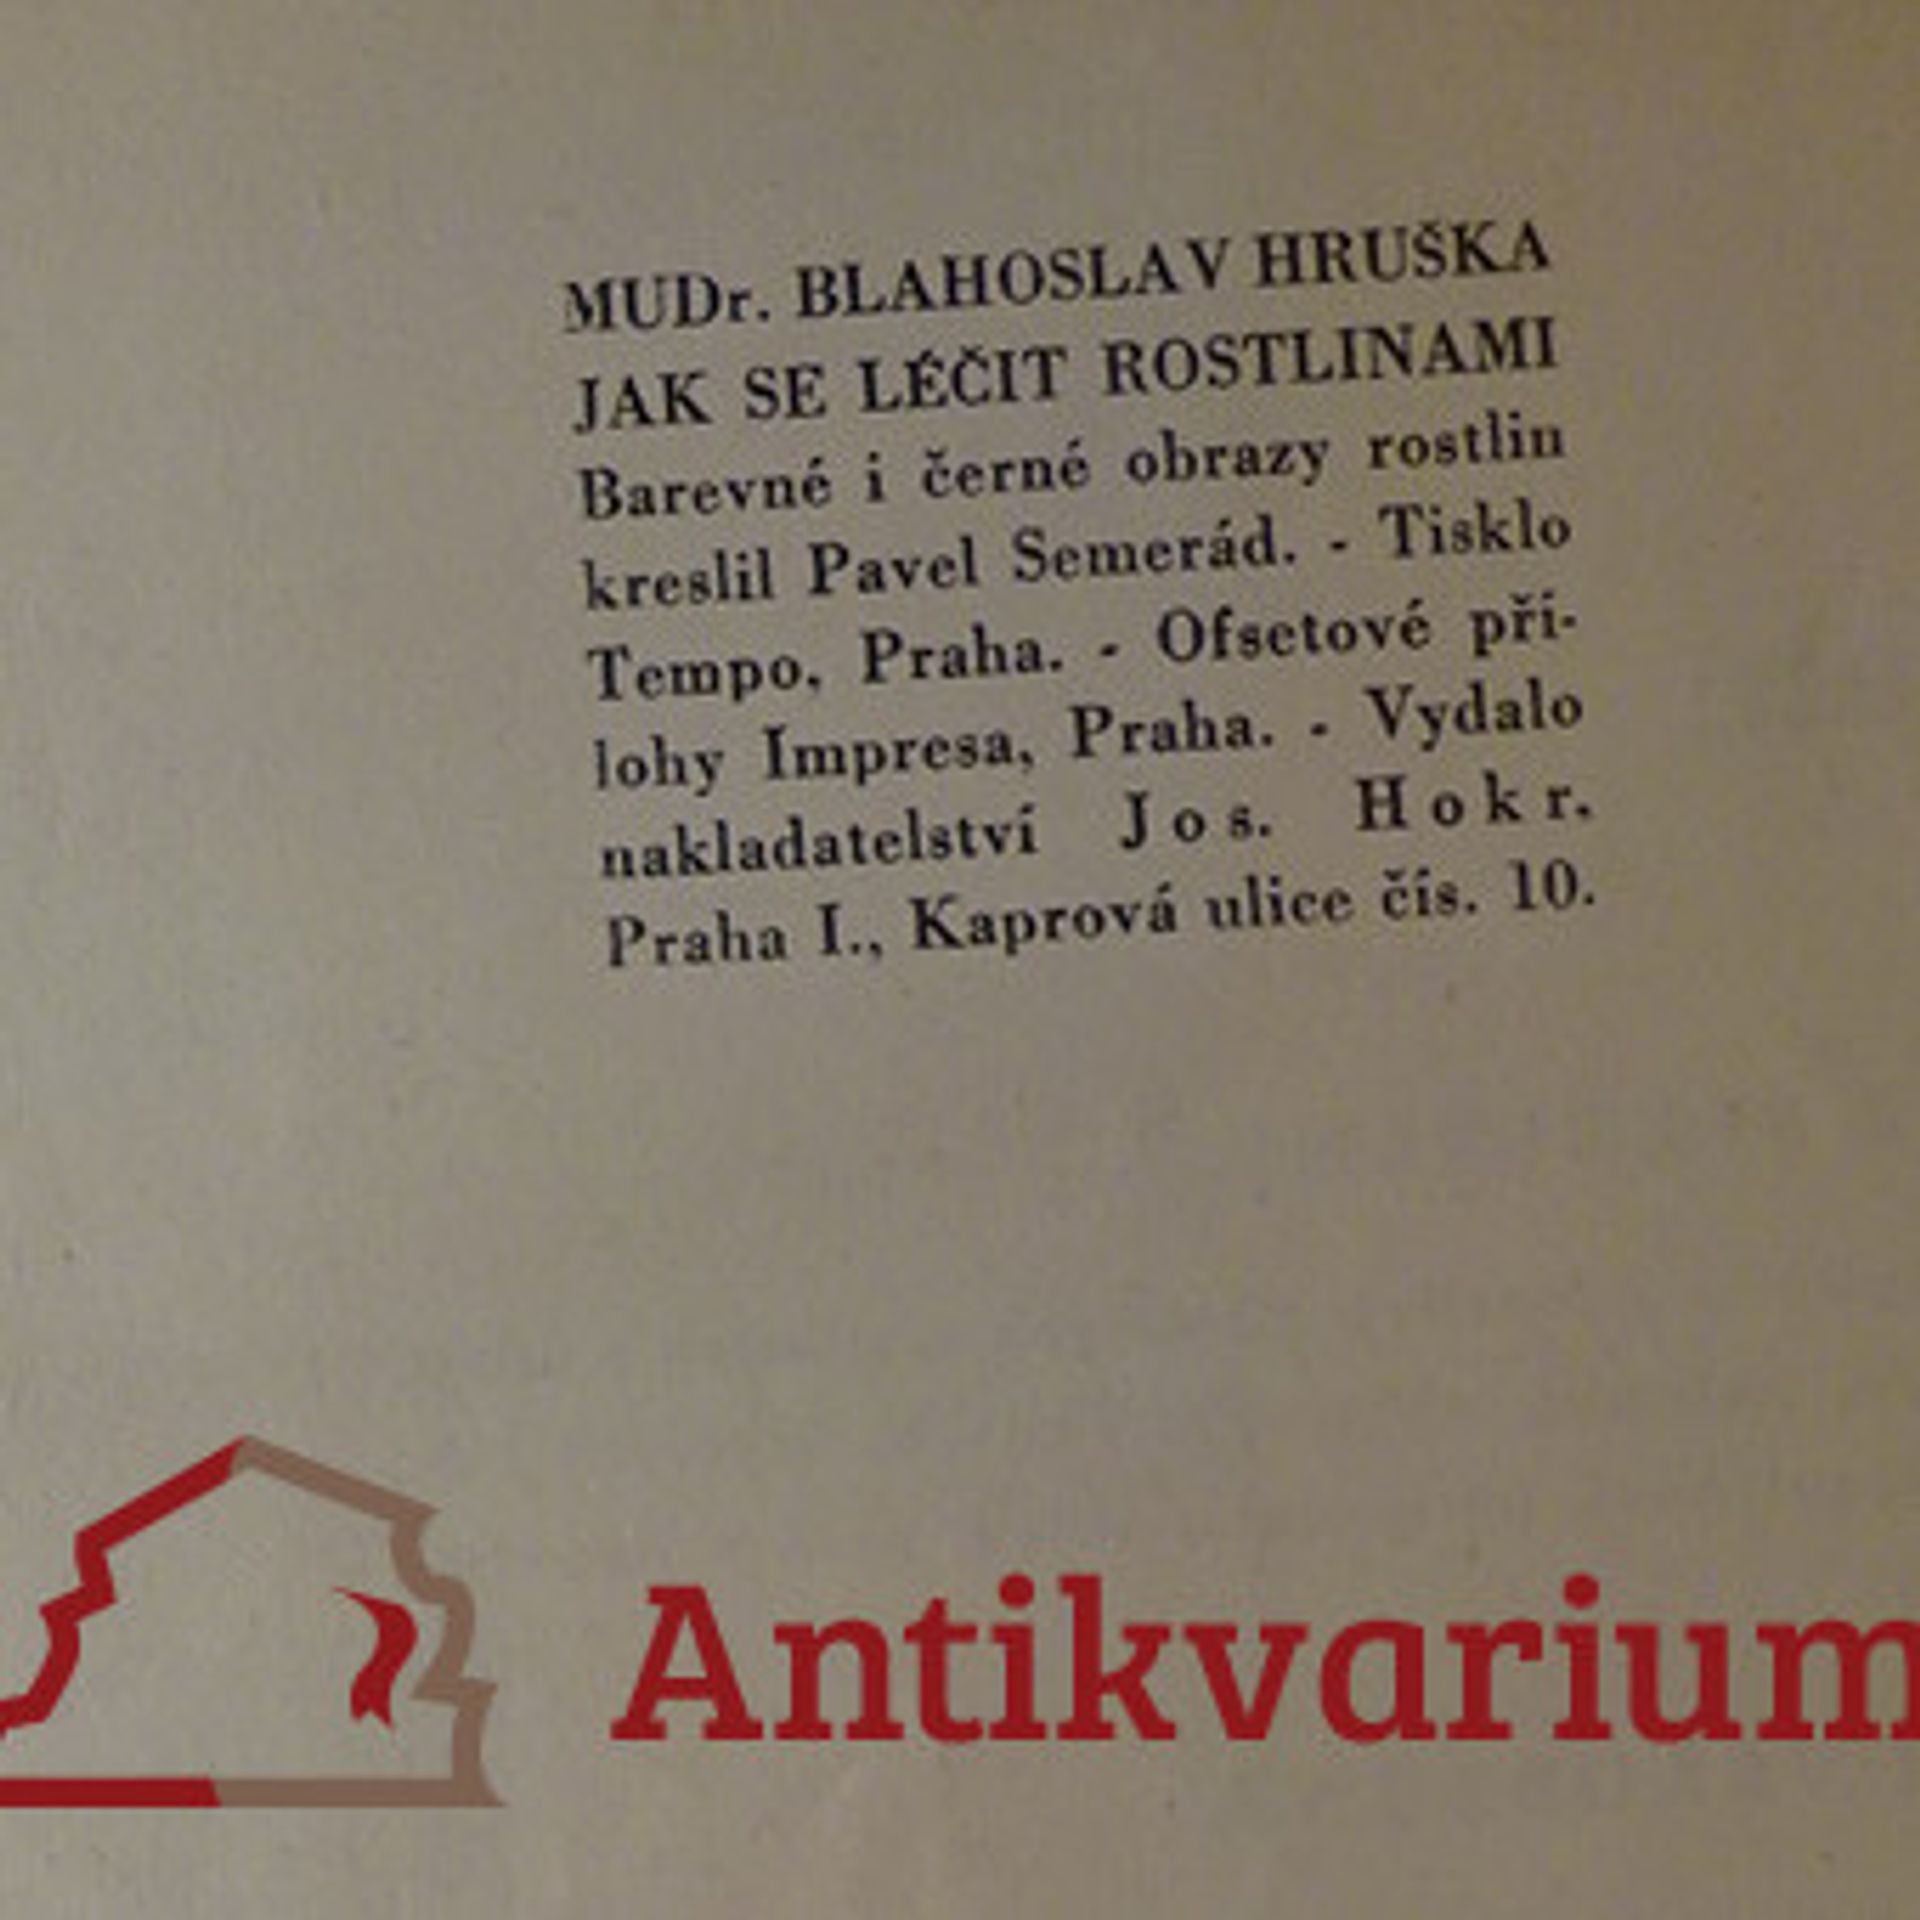 MUDr. BLAHOSLAV HRUŠKA
JAK SE LÉČIT ROSTLINAMI
Barevné i černé obrazy rostlin
kreslil Pavel Semerád. - Tisklo
Tempo, Praha. - Ofsetové pří-
lohy Impresa, Praha. - Vydalo
nakladatelství Jos. Hokr.
Praha I., Kaprová ulice čís. 10.
Antikvarium